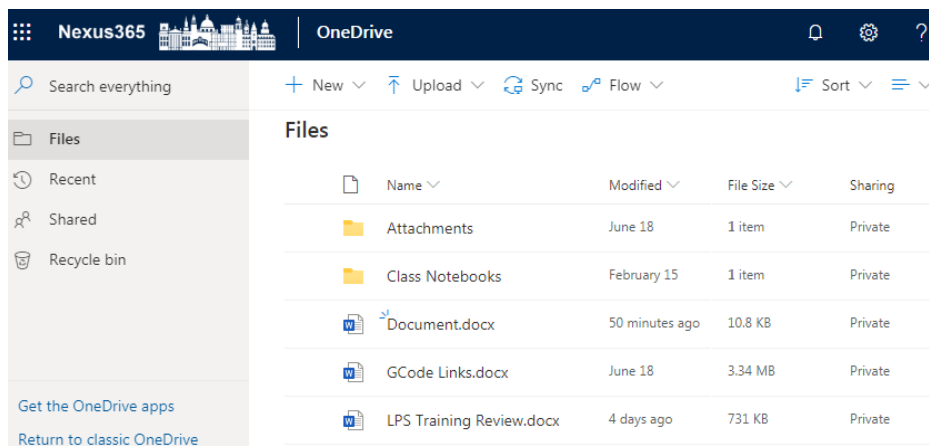 Nexus365 OneDrive ?
Search everything
New Upload Sync Flow Sort
Files
Files
Recent
Shared
Recycle bin
Name Modified File Size Sharing
Attachments June 18 1 item Private
Class Notebooks February 15 1 item Private
Document.docx 50 minutes ago 10.8 KB Private
GCode Links.docx June 18 3.34 MB Private
LPS Training Review.docx 4 days ago 731 KB Private
Get the OneDrive apps
Return to classic OneDrive